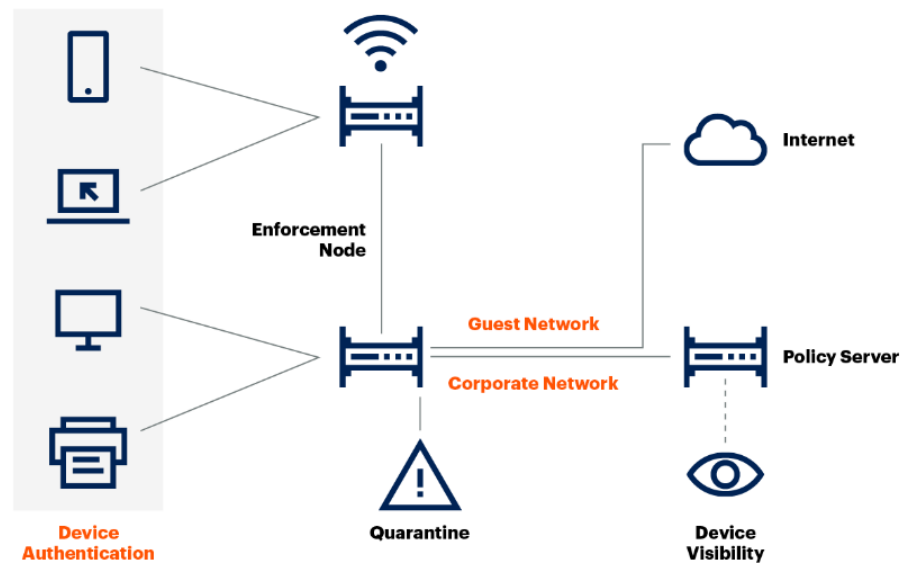 Internet
Enforcement
Node
Guest Network
Policy Server
Corporate Network
Device
Authentication
Quarantine
Device
Visibility